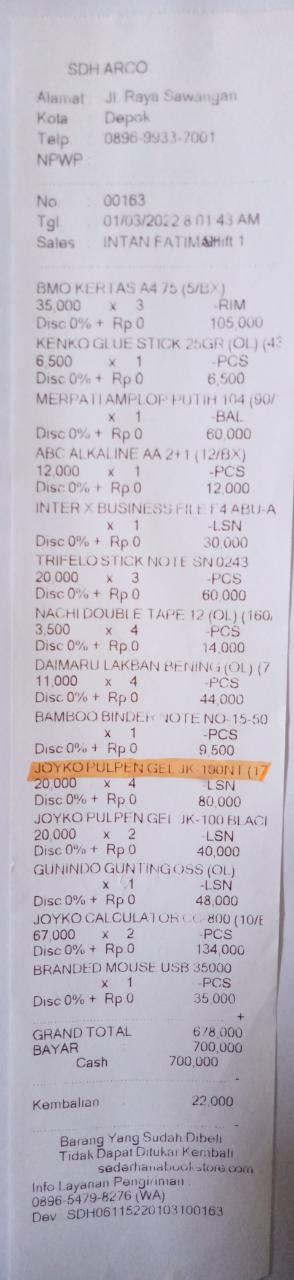 SDH ARCO
Alamat : Jl. Raya Sawangan
Kota : Depok
Telp : 0896-9933-7001
NPWP :
No : 00163
Tgl. : 01/03/2022 8:01:43 AM
Sales : INTAN FATIMAH Shift 1
BMO KERTAS A4 75 (5/BX)
35,000 x 3 -RIM
Disc 0% + Rp 0 105,000
KENKO GLUE STICK 25GR (OL) (43
6,500 x 1 -PCS
Disc 0% + Rp 0 6,500
MERPATI AMPLOP PUTIH 104 (90/
x 1 -BAL
Disc 0% + Rp 0 60,000
ABC ALKALINE AA 2+1 (12/BX)
12,000 x 1 -PCS
Disc 0% + Rp 0 12,000
INTER X BUSINESS FILE F4 ABU-A
x 1 -LSN
Disc 0% + Rp 0 30,000
TRIFELO STICK NOTE SN 0243
20,000 x 3 -PCS
Disc 0% + Rp 0 60,000
NACHI DOUBLE TAPE 12 (OL) (160,
3,500 x 4 -PCS
Disc 0% + Rp 0 14,000
DAIMARU LAKBAN BENING (OL) (7
11,000 x 4 -PCS
Disc 0% + Rp 0 44,000
BAMBOO BINDER NOTE NO-15-50
x 1 -PCS
Disc 0% + Rp 0 9,500
JOYKO PULPEN GEL JK-100NT (17
20,000 x 4 -LSN
Disc 0% + Rp 0 80,000
JOYKO PULPEN GEL JK-100 BLACI
20,000 x 2 -LSN
Disc 0% + Rp 0 40,000
GUNINDO GUNTING OSS (OL)
x 1 -LSN
Disc 0% + Rp 0 48,000
JOYKO CALCULATOR CC-800 (10/E
67,000 x 2 -PCS
Disc 0% + Rp 0 134,000
BRANDED MOUSE USB 35000
x 1 -PCS
Disc 0% + Rp 0 35,000
+
GRAND TOTAL 678,000
BAYAR 700,000
Cash 700,000
-
Kembalian 22,000
-
Barang Yang Sudah Dibeli
Tidak Dapat Ditukar Kembali
sederhanabookstore.com
Info Layanan Pengiriman :
0896-5479-8276 (WA)
Dev : SDH06115220103100163